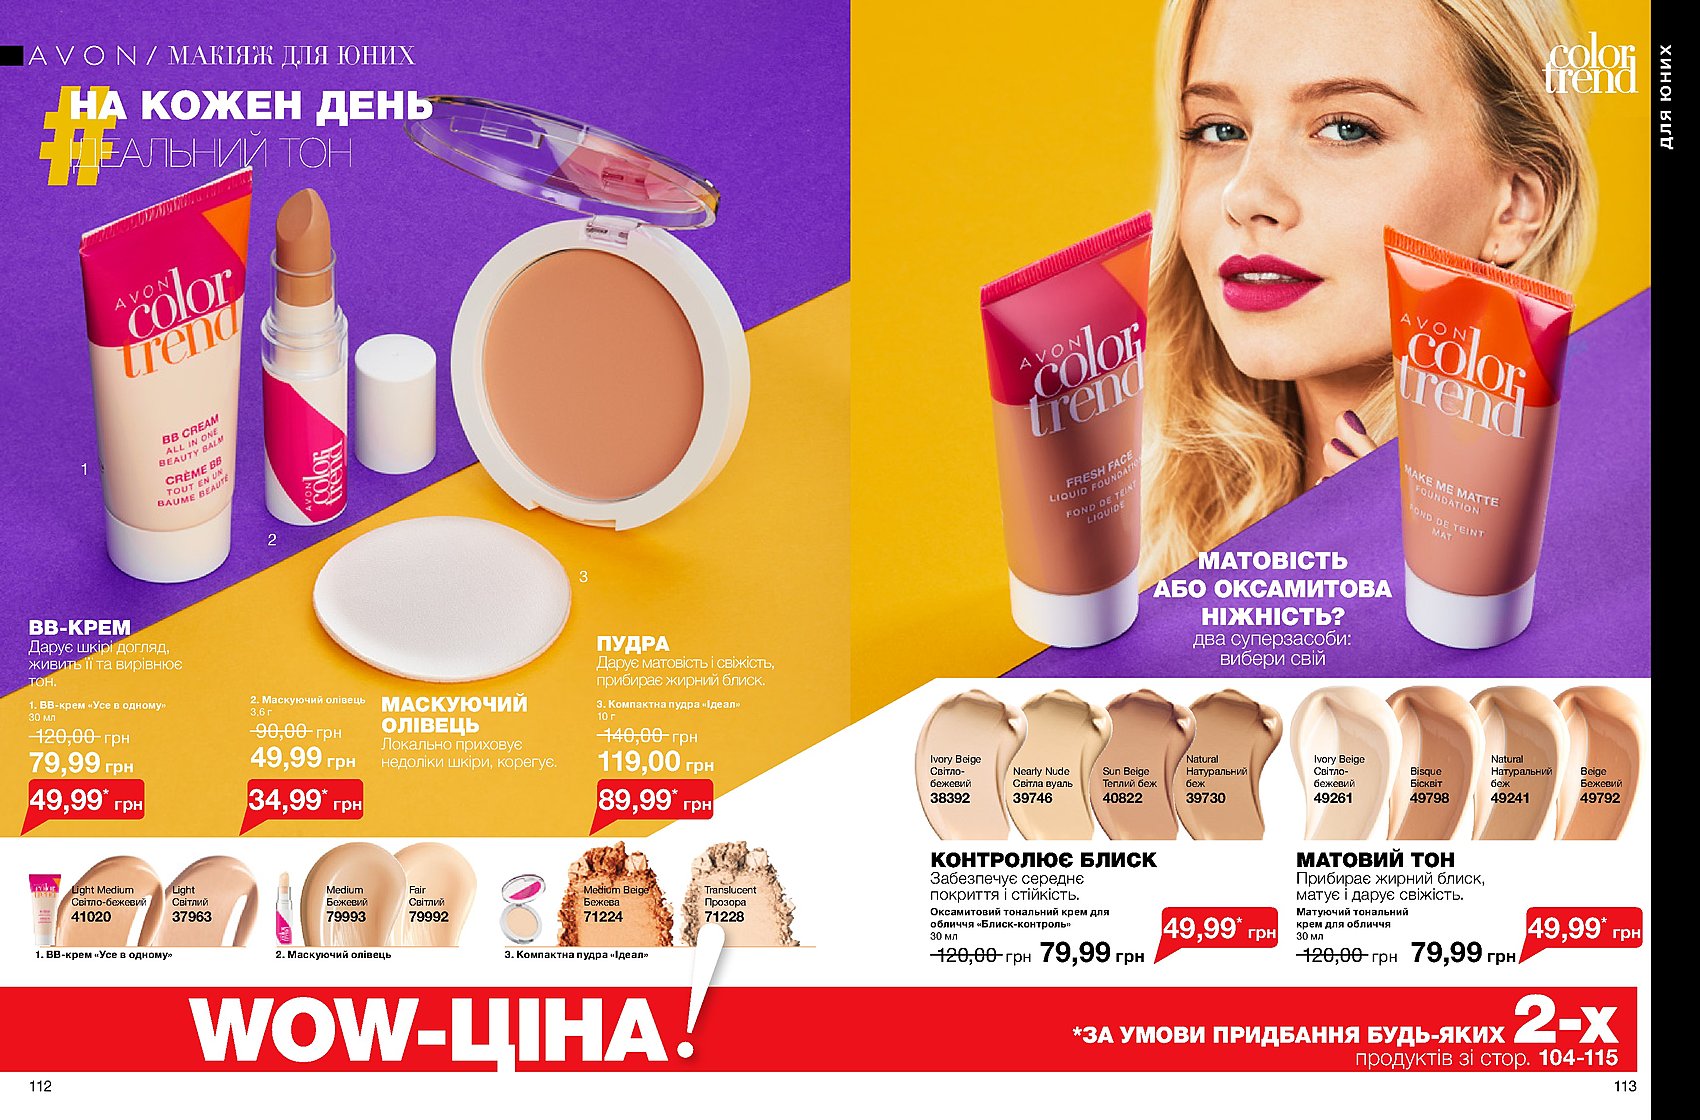 AVON / МАКІЯЖ ДЛЯ ЮНИХ
#
НА КОЖЕН ДЕНЬ
ІДЕАЛЬНИЙ ТОН
AVON
color
trend
BB CREAM
ALL IN ONE
BEAUTY BALM
CRÈME BB
TOUT EN UN
BAUME BEAUTÉ
1
AVON
color
trend
2
3
ВВ-КРЕМ
Дарує шкірі догляд,
живить її та вирівнює
тон.
1. ВВ-крем «Усе в одному»
30 мл
120,00 грн
79,99 грн
49,99* грн
2. Маскуючий олівець
3,6 г
90,00 грн
49,99 грн
34,99* грн
МАСКУЮЧИЙ
ОЛІВЕЦЬ
Локально приховує
недоліки шкіри, корегує.
ПУДРА
Дарує матовість і свіжість,
прибирає жирний блиск.
3. Компактна пудра «Ідеал»
10 г
140,00 грн
119,00 грн
89,99* грн
color
trend
Light Medium
Світло-бежевий
41020
Light
Світлий
37963
1. ВВ-крем «Усе в одному»
Medium
Бежевий
79993
Fair
Світлий
79992
2. Маскуючий олівець
Medium Beige
Бежева
71224
Translucent
Прозора
71228
3. Компактна пудра «Ідеал»
color
trend
ДЛЯ ЮНИХ
AVON
color
trend
FRESH FACE
LIQUID FOUNDATION
FOND DE TEINT
LIQUIDE
AVON
color
trend
MAKE ME MATTE
FOUNDATION
FOND DE TEINT
MAT
МАТОВІСТЬ
АБО ОКСАМИТОВА
НІЖНІСТЬ?
два суперзасоби:
вибери свій
Ivory Beige
Світло-
бежевий
38392
Nearly Nude
Світла вуаль
39746
Sun Beige
Теплий беж
40822
Natural
Натуральний
беж
39730
Ivory Beige
Світло-
бежевий
49261
Bisque
Бісквіт
49798
Natural
Натуральний
беж
49241
Beige
Бежевий
49792
КОНТРОЛЮЄ БЛИСК
Забезпечує середнє
покриття і стійкість.
Оксамитовий тональний крем для
обличчя «Блиск-контроль»
30 мл
120,00 грн 79,99 грн
49,99* грн
МАТОВИЙ ТОН
Прибирає жирний блиск,
матує і дарує свіжість.
Матуючий тональний
крем для обличчя
30 мл
120,00 грн 79,99 грн
49,99* грн
WOW-ЦІНА!
*ЗА УМОВИ ПРИДБАННЯ БУДЬ-ЯКИХ 2-х
продуктів зі стор. 104-115
112
113